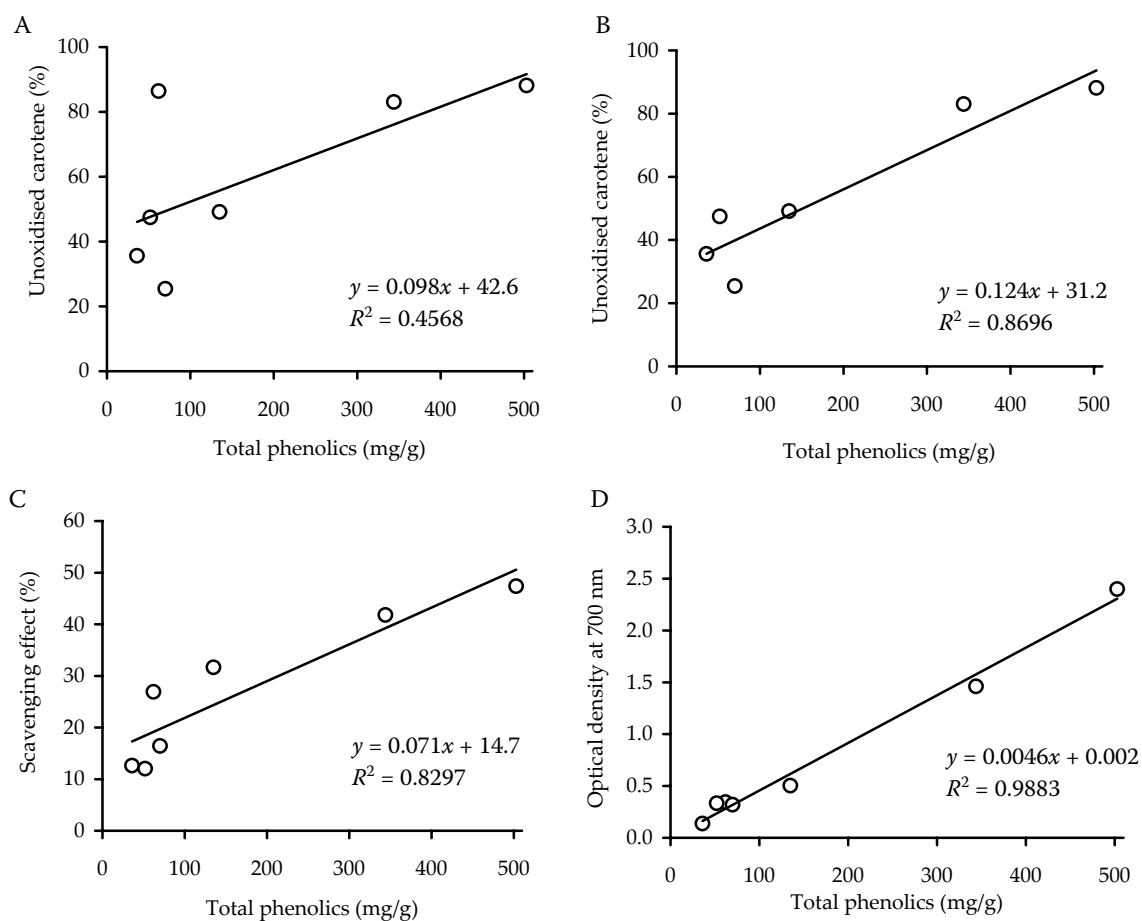 A
Unoxidised carotene (%)
100
80
60
40
20
0
y = 0.098x + 42.6
R² = 0.4568
0 100 200 300 400 500
Total phenolics (mg/g)
B
Unoxidised carotene (%)
100
80
60
40
20
0
y = 0.124x + 31.2
R² = 0.8696
0 100 200 300 400 500
Total phenolics (mg/g)
C
Scavenging effect (%)
60
50
40
30
20
10
0
y = 0.071x + 14.7
R² = 0.8297
0 100 200 300 400 500
Total phenolics (mg/g)
D
Optical density at 700 nm
3.0
2.5
2.0
1.5
1.0
0.5
0.0
y = 0.0046x + 0.002
R² = 0.9883
0 100 200 300 400 500
Total phenolics (mg/g)